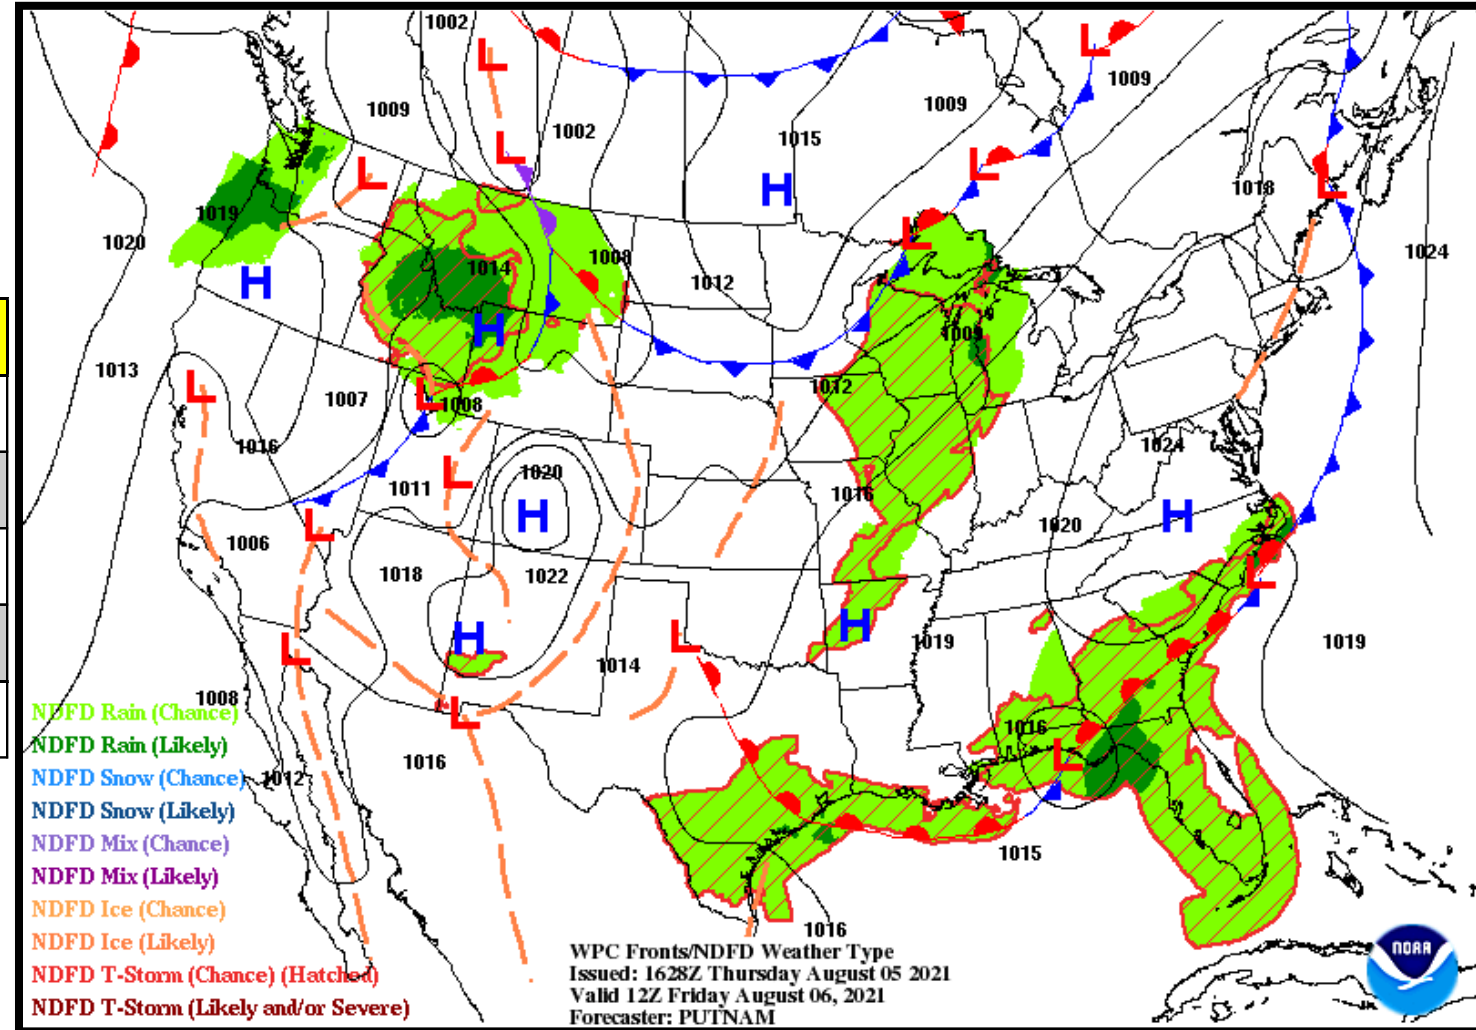 1002
L
L
1009
1009
1009
1002
1015
L
L
L
H
1018
L
1019
1020
L
1024
H
1014
1008
1012
H
1009
1013
L
1007
L
1008
1012
1016
1024
L
1011
1020
1016
H
1020
H
L
1006
1018
1022
L
H
H
L
1019
1019
L
1014
1008
L
1016
L
1016
1012
1015
1016
NDFD Rain (Chance)
NDFD Rain (Likely)
NDFD Snow (Chance)
NDFD Snow (Likely)
NDFD Mix (Chance)
NDFD Mix (Likely)
NDFD Ice (Chance)
NDFD Ice (Likely)
NDFD T-Storm (Chance) (Hatched)
NDFD T-Storm (Likely and/or Severe)
WPC Fronts/NDFD Weather Type
Issued: 1628Z Thursday August 05 2021
Valid 12Z Friday August 06, 2021
Forecaster: PUTNAM
NOAA